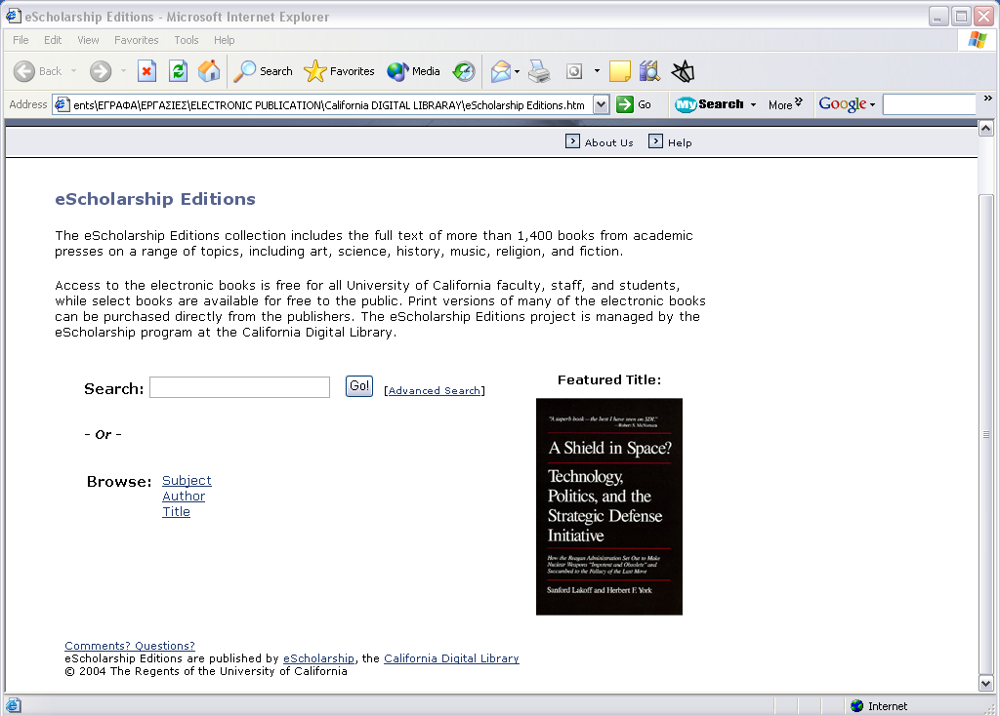 eScholarship Editions - Microsoft Internet Explorer
File Edit View Favorites Tools Help
Back Search Favorites Media
Address ents\ΕΓΡΑΦΑ\ΕΡΓΑΣΙΕΖ\ELECTRONIC PUBLICATION\California DIGITAL LIBRARAY\eScholarship Editions.htm Go My Search More » Google »
About Us Help
eScholarship Editions
The eScholarship Editions collection includes the full text of more than 1,400 books from academic
presses on a range of topics, including art, science, history, music, religion, and fiction.
Access to the electronic books is free for all University of California faculty, staff, and students,
while select books are available for free to the public. Print versions of many of the electronic books
can be purchased directly from the publishers. The eScholarship Editions project is managed by the
eScholarship program at the California Digital Library.
Search: Go! [Advanced Search]
- Or -
Browse: Subject
Author
Title
Featured Title:
"A superb book—the best I have seen on SDI."
—Robert S. McNamara
A Shield in Space?
Technology,
Politics, and the
Strategic Defense
Initiative
How the Reagan Administration Set Out to Make
Nuclear Weapons "Impotent and Obsolete" and
Succumbed to the Fallacy of the Last Move
Sanford Lakoff and Herbert F. York
Comments? Questions?
eScholarship Editions are published by eScholarship, the California Digital Library
© 2004 The Regents of the University of California
Internet